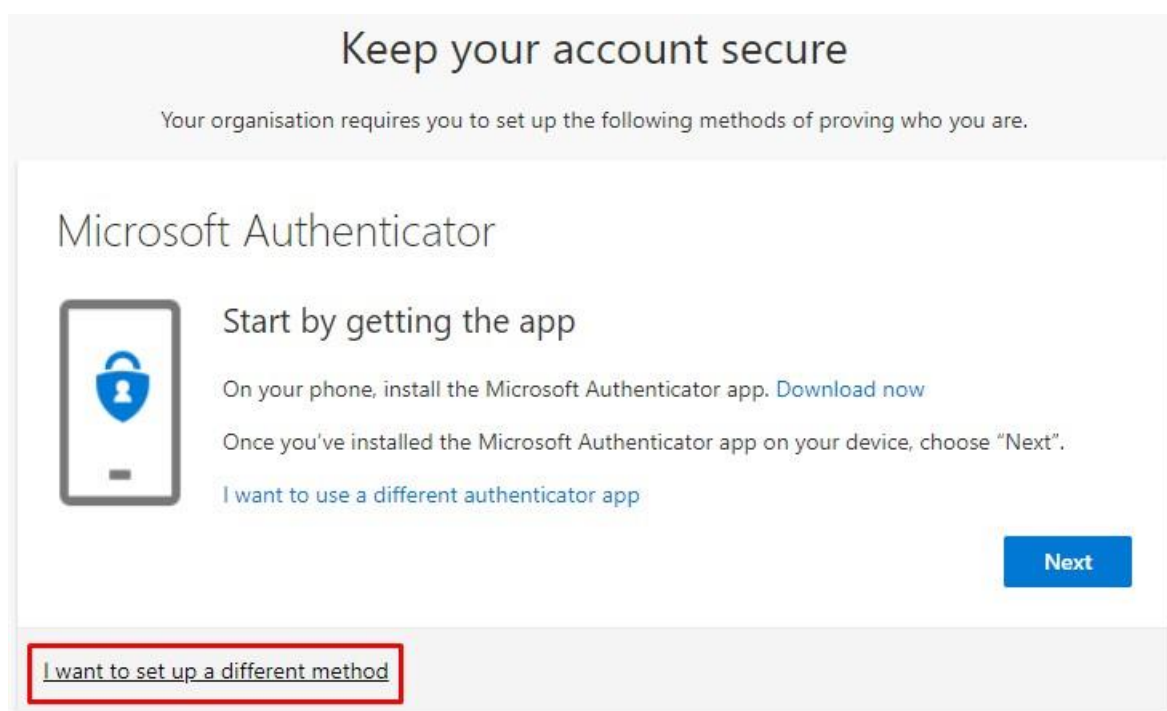 Keep your account secure
Your organisation requires you to set up the following methods of proving who you are.
Microsoft Authenticator
Start by getting the app
On your phone, install the Microsoft Authenticator app. Download now
Once you've installed the Microsoft Authenticator app on your device, choose “Next”.
I want to use a different authenticator app
Next
I want to set up a different method